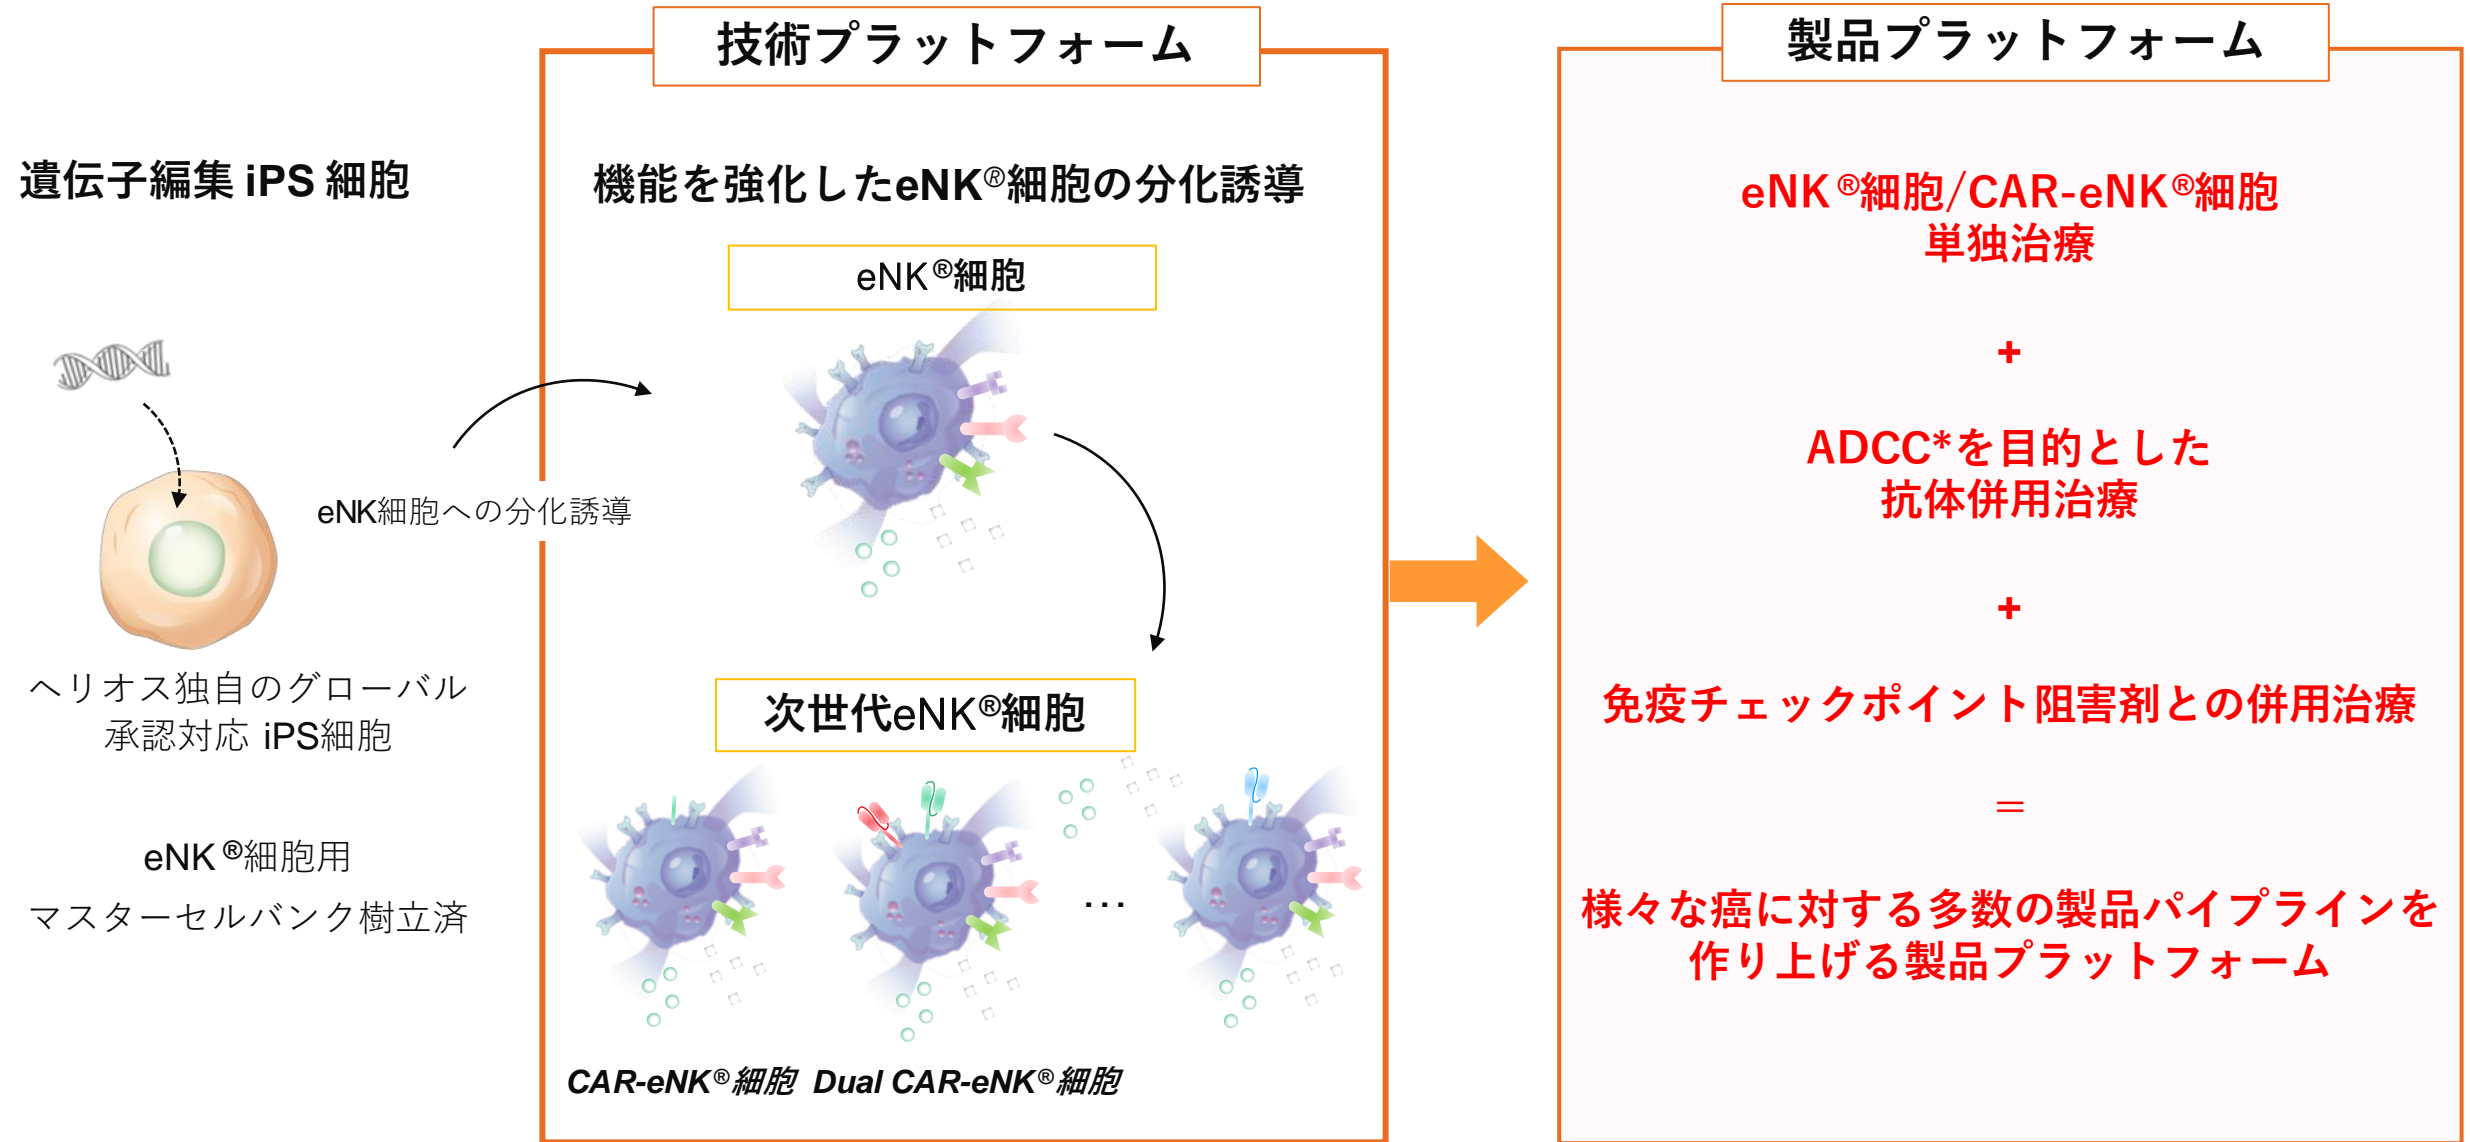 遺伝子編集 iPS 細胞
eNK細胞への分化誘導
ヘリオス独自のグローバル
承認対応 iPS細胞
eNK®細胞用
マスターセルバンク樹立済
技術プラットフォーム
機能を強化したeNK®細胞の分化誘導
eNK®細胞
次世代eNK®細胞
…
CAR-eNK®細胞 Dual CAR-eNK®細胞
製品プラットフォーム
eNK®細胞/CAR-eNK®細胞
単独治療
+
ADCC*を目的とした
抗体併用治療
+
免疫チェックポイント阻害剤との併用治療
＝
様々な癌に対する多数の製品パイプラインを
作り上げる製品プラットフォーム